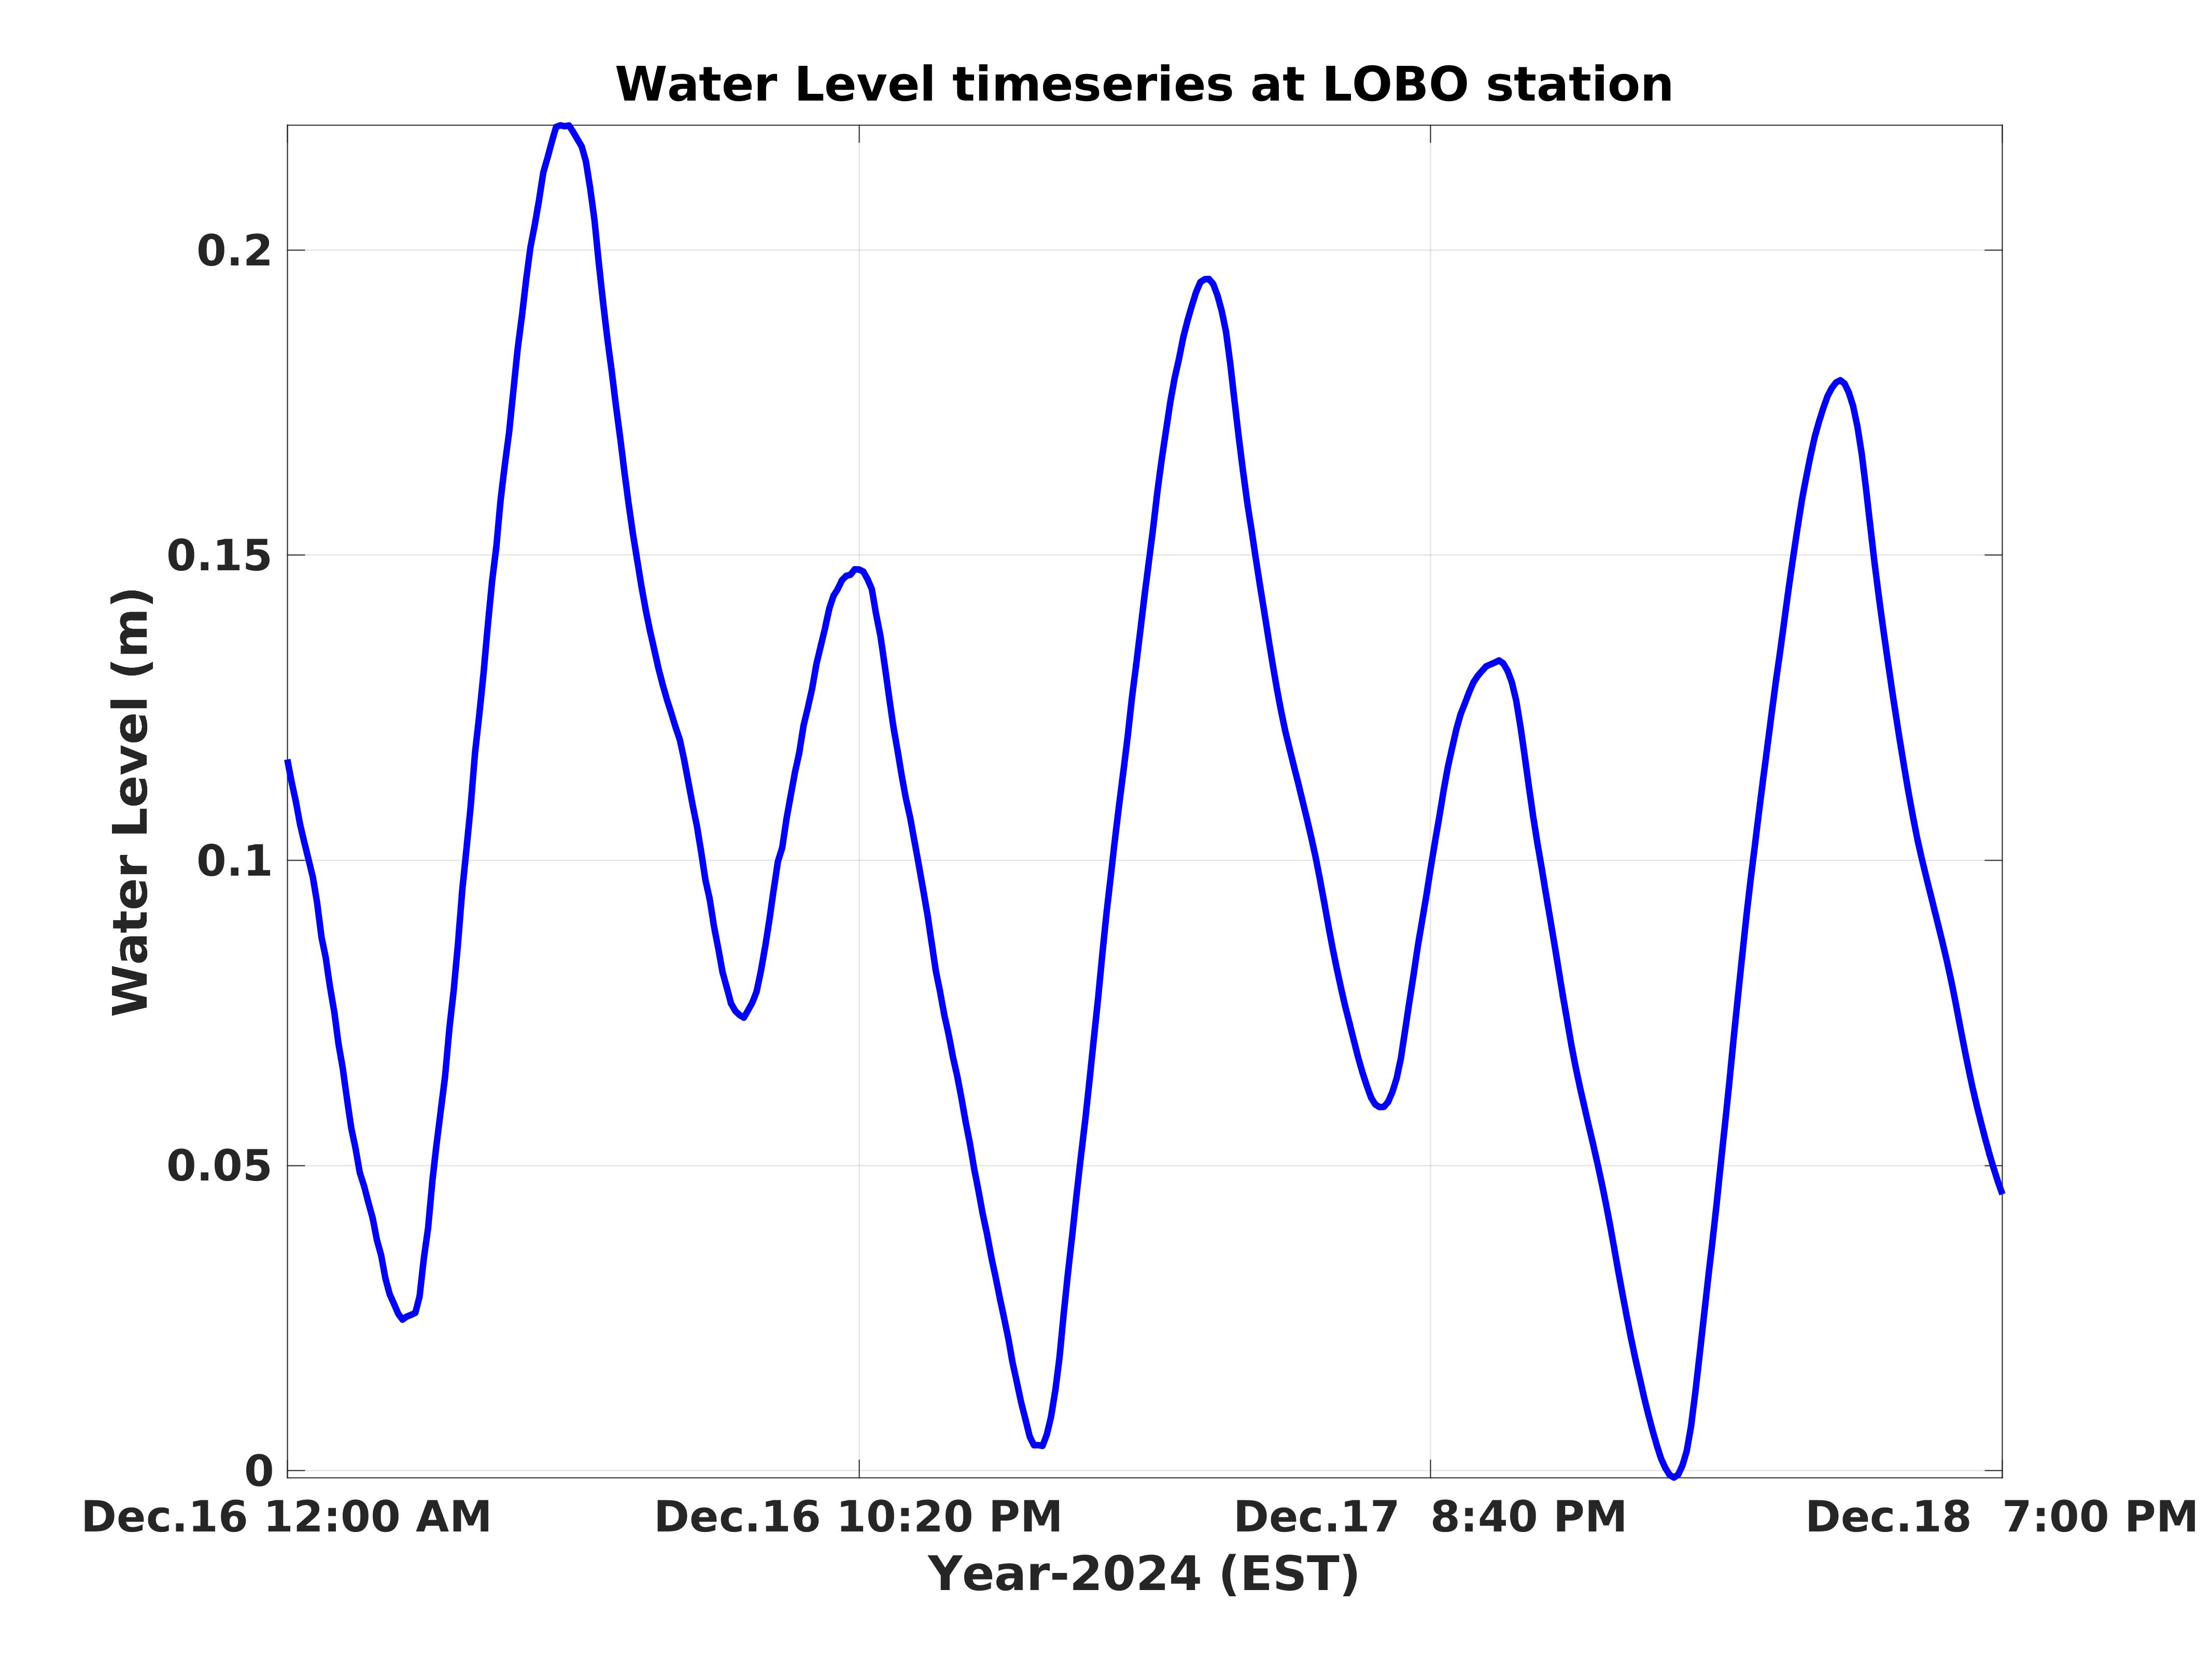 Water Level timeseries at LOBO station
Water Level (m)
0.2
0.15
0.1
0.05
0
Dec.16 12:00 AM Dec.16 10:20 PM Dec.17 8:40 PM Dec.18 7:00 PM
Year-2024 (EST)